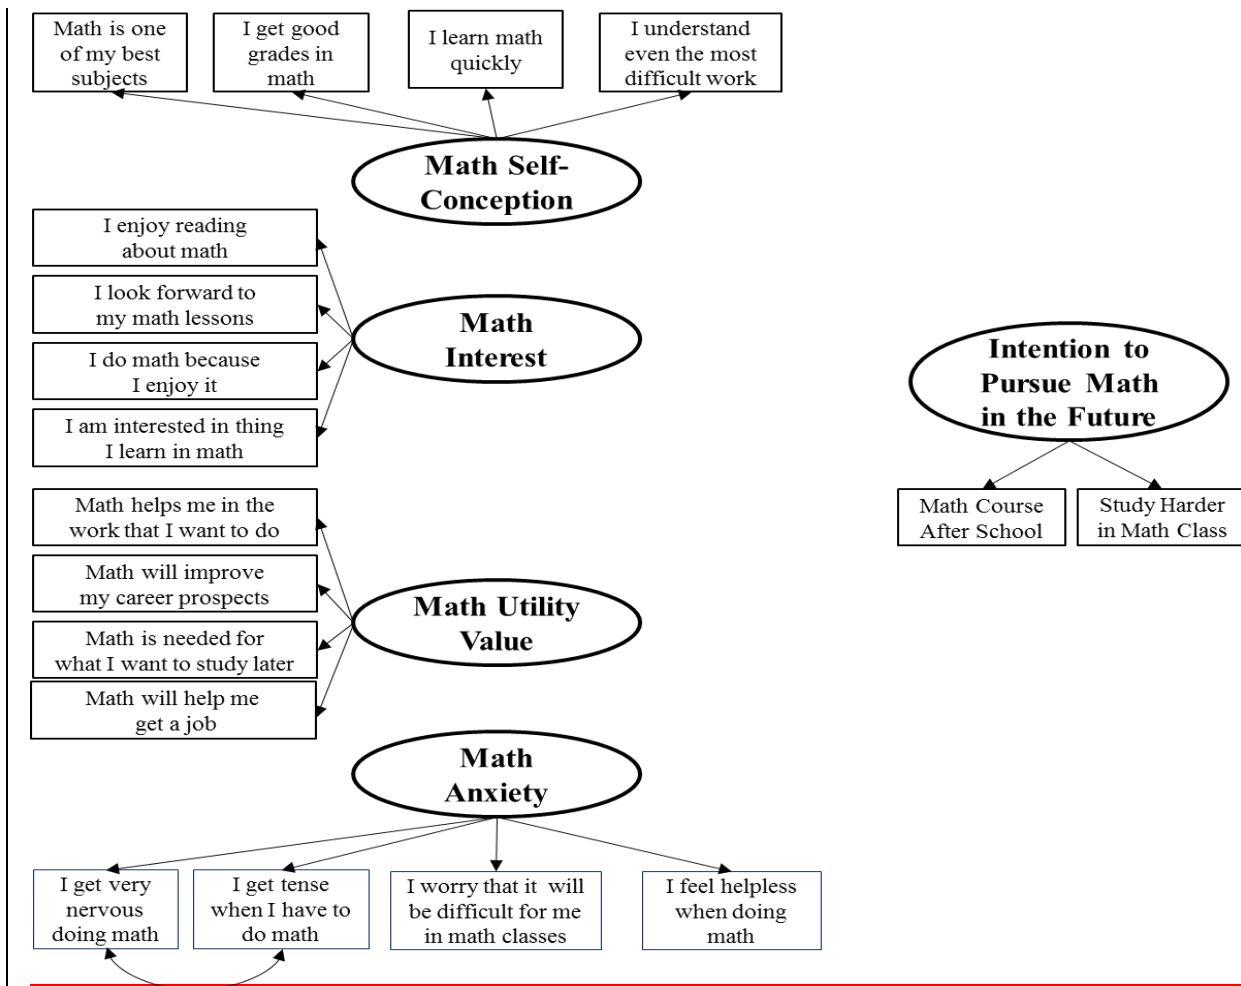 Math is one
of my best
subjects
I get good
grades in
math
I learn math
quickly
I understand
even the most
difficult work
Math Self-
Conception
I enjoy reading
about math
I look forward to
my math lessons
I do math because
I enjoy it
I am interested in thing
I learn in math
Math
Interest
Intention to
Pursue Math
in the Future
Math Course
After School
Study Harder
in Math Class
Math helps me in the
work that I want to do
Math will improve
my career prospects
Math is needed for
what I want to study later
Math will help me
get a job
Math Utility
Value
Math
Anxiety
I get very
nervous
doing math
I get tense
when I have to
do math
I worry that it will
be difficult for me
in math classes
I feel helpless
when doing
math